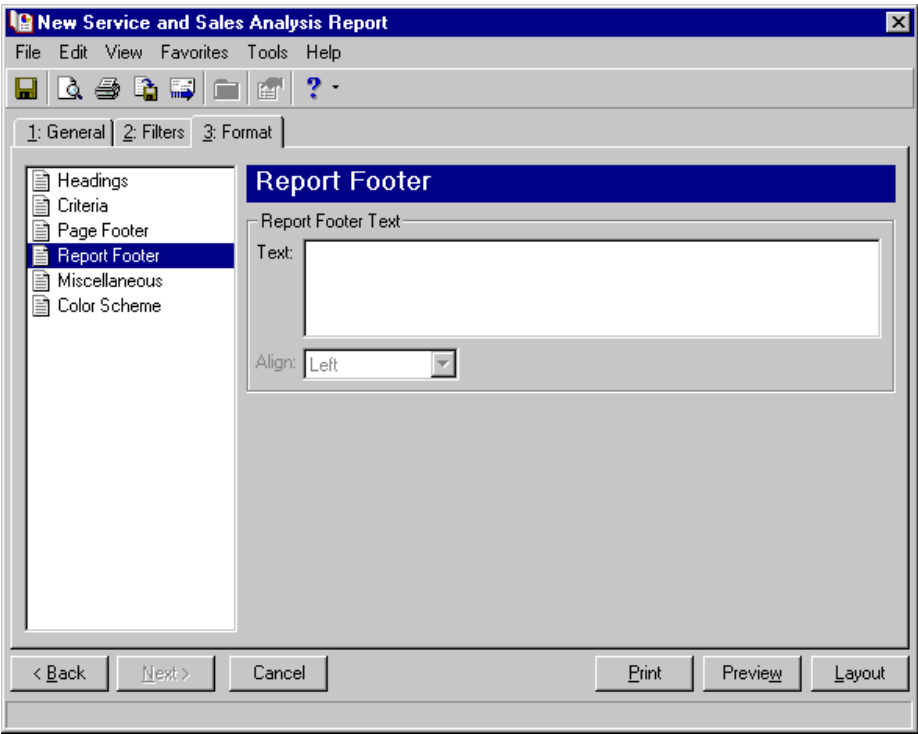 New Service and Sales Analysis Report
File Edit View Favorites Tools Help
?
1: General 2: Filters 3: Format
Headings
Criteria
Page Footer
Report Footer
Miscellaneous
Color Scheme
Report Footer
Report Footer Text
Text:
Align: Left
< Back Next > Cancel Print Preview Layout